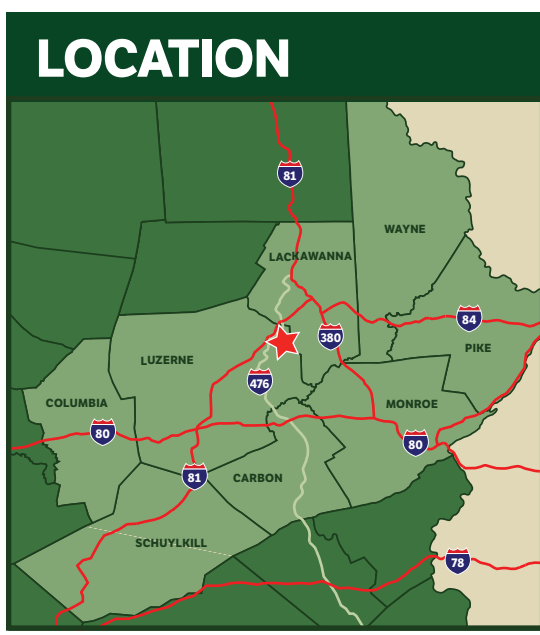 LOCATION
81
WAYNE
LACKAWANNA
84
380
PIKE
LUZERNE
476
COLUMBIA
MONROE
80
80
81
CARBON
SCHUYLKILL
78